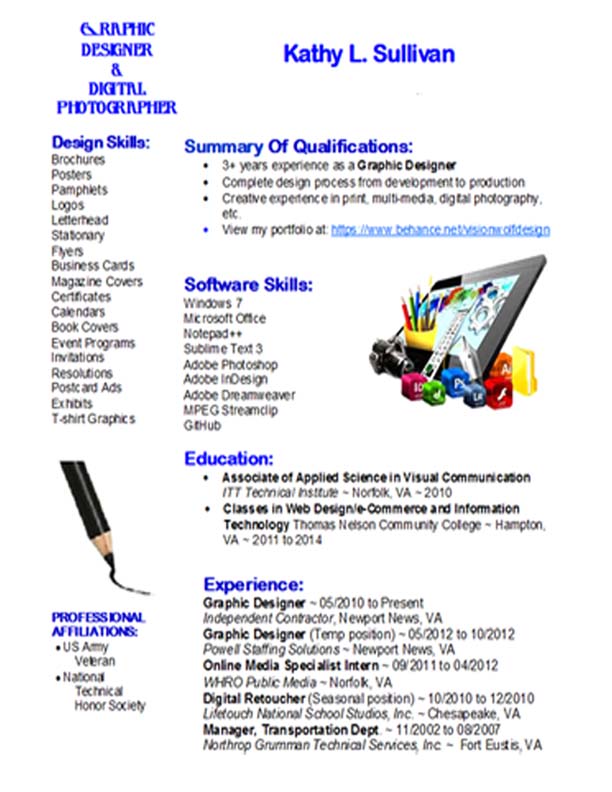 GRAPHIC
DESIGNER
&
DIGITAL
PHOTOGRAPHER
Kathy L. Sullivan
Design Skills:
Brochures
Posters
Pamphlets
Logos
Letterhead
Stationary
Flyers
Business Cards
Magazine Covers
Certificates
Calendars
Book Covers
Event Programs
Invitations
Resolutions
Postcard Ads
Exhibits
T-shirt Graphics
PROFESSIONAL
AFFILIATIONS:
• US Army
Veteran
• National
Technical
Honor Society
Summary Of Qualifications:
• 3+ years experience as a Graphic Designer
• Complete design process from development to production
• Creative experience in print, multi-media, digital photography,
etc.
• View my portfolio at: https://www.behance.net/visionwolfdesign
Software Skills:
Windows 7
Microsoft Office
Notepad++
Sublime Text 3
Adobe Photoshop
Adobe InDesign
Adobe Dreamweaver
MPEG Streamclip
GitHub
Ps
Ai
Lr
Education:
• Associate of Applied Science in Visual Communication
ITT Technical Institute ~ Norfolk, VA ~ 2010
• Classes in Web Design/e-Commerce and Information
Technology Thomas Nelson Community College ~ Hampton,
VA ~ 2011 to 2014
Experience:
Graphic Designer ~ 05/2010 to Present
Independent Contractor, Newport News, VA
Graphic Designer (Temp position) ~ 05/2012 to 10/2012
Powell Staffing Solutions ~ Newport News, VA
Online Media Specialist Intern ~ 09/2011 to 04/2012
WHRO Public Media ~ Norfolk, VA
Digital Retoucher (Seasonal position) ~ 10/2010 to 12/2010
Lifetouch National School Studios, Inc. ~ Chesapeake, VA
Manager, Transportation Dept. ~ 11/2002 to 08/2007
Northrop Grumman Technical Services, Inc. ~ Fort Eustis, VA